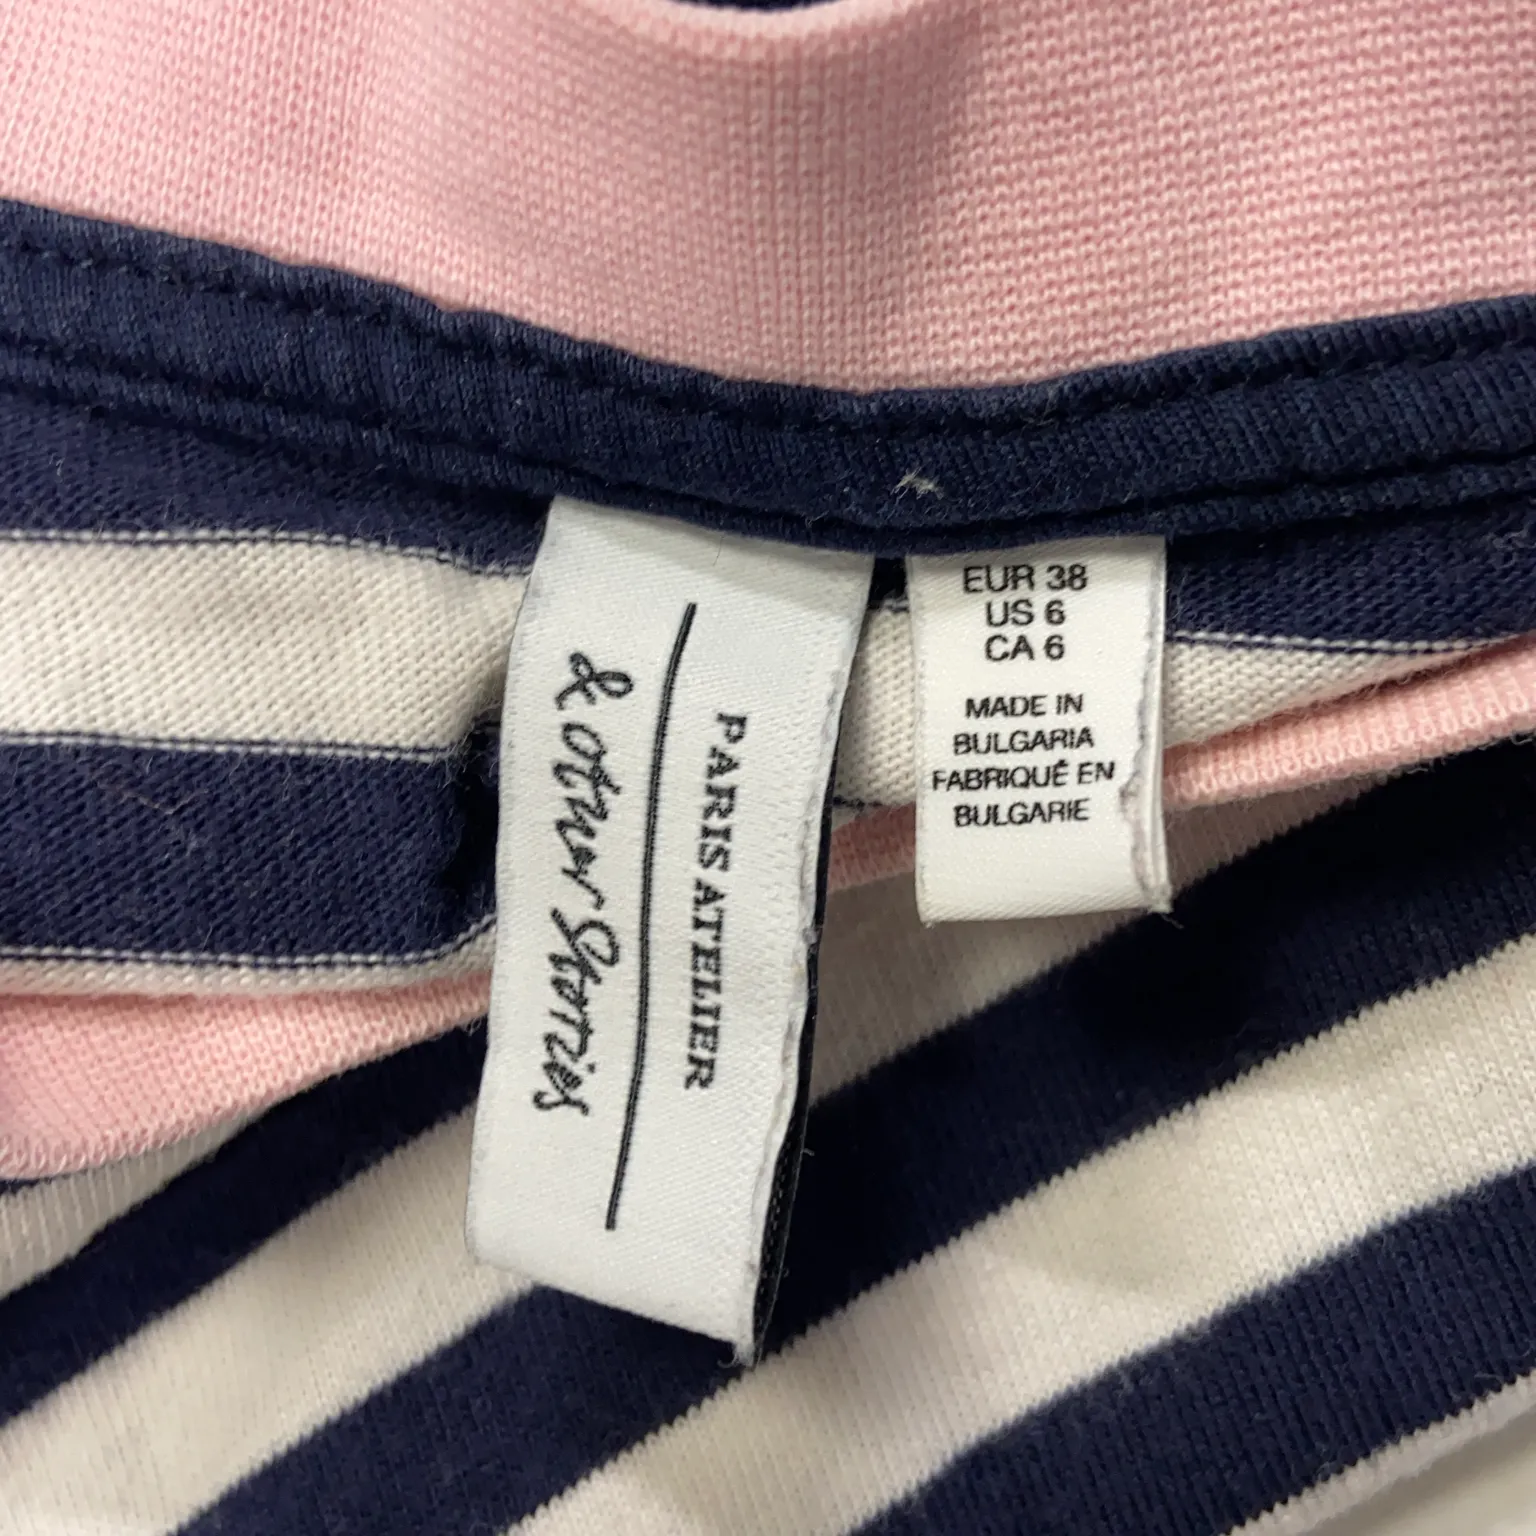 & other Stories
PARIS ATELIER
EUR 38
US 6
CA 6
MADE IN
BULGARIA
FABRIQUÉ EN
BULGARIE